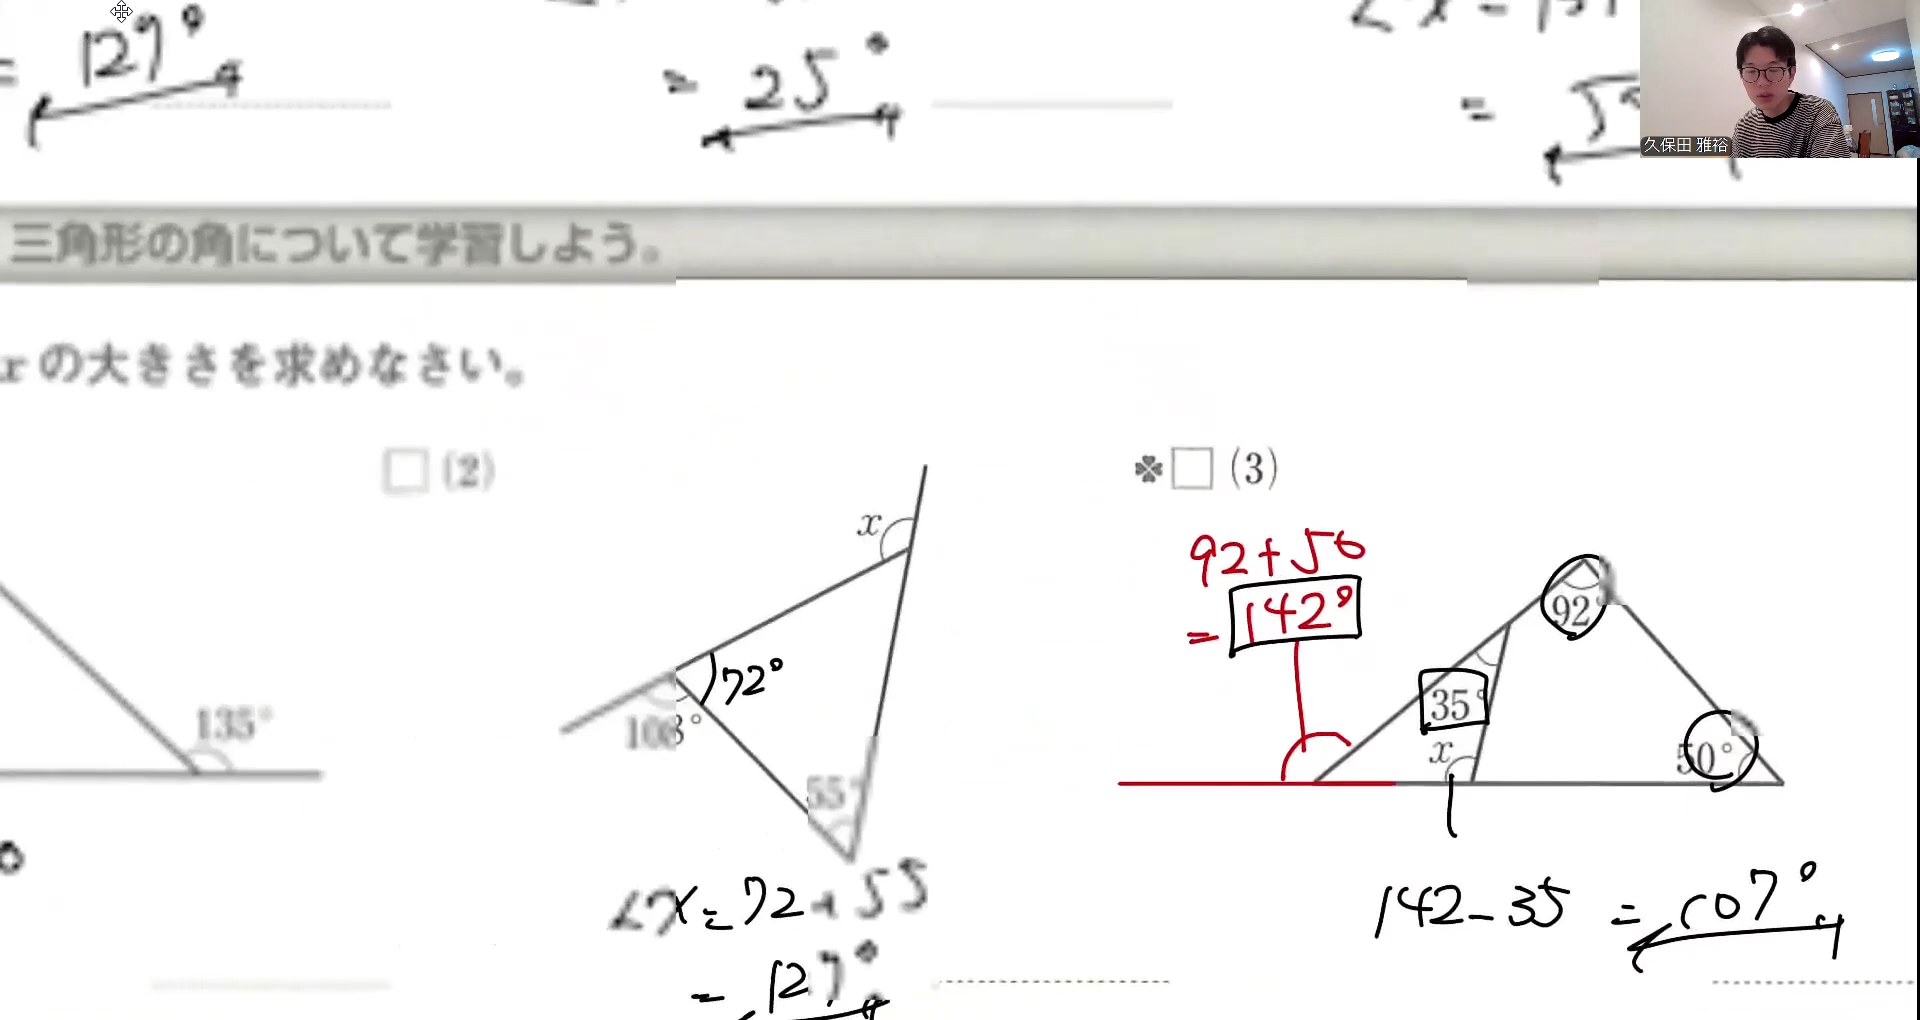 = 127°
= 25°
久保田 雅裕
三角形の角について学習しよう。
xの大きさを求めなさい。
135°
(2)
x
72°
108°
55°
∠x=72+55
=127°
(3)
92+50
=142°
92°
35°
x
50°
142-35=107°